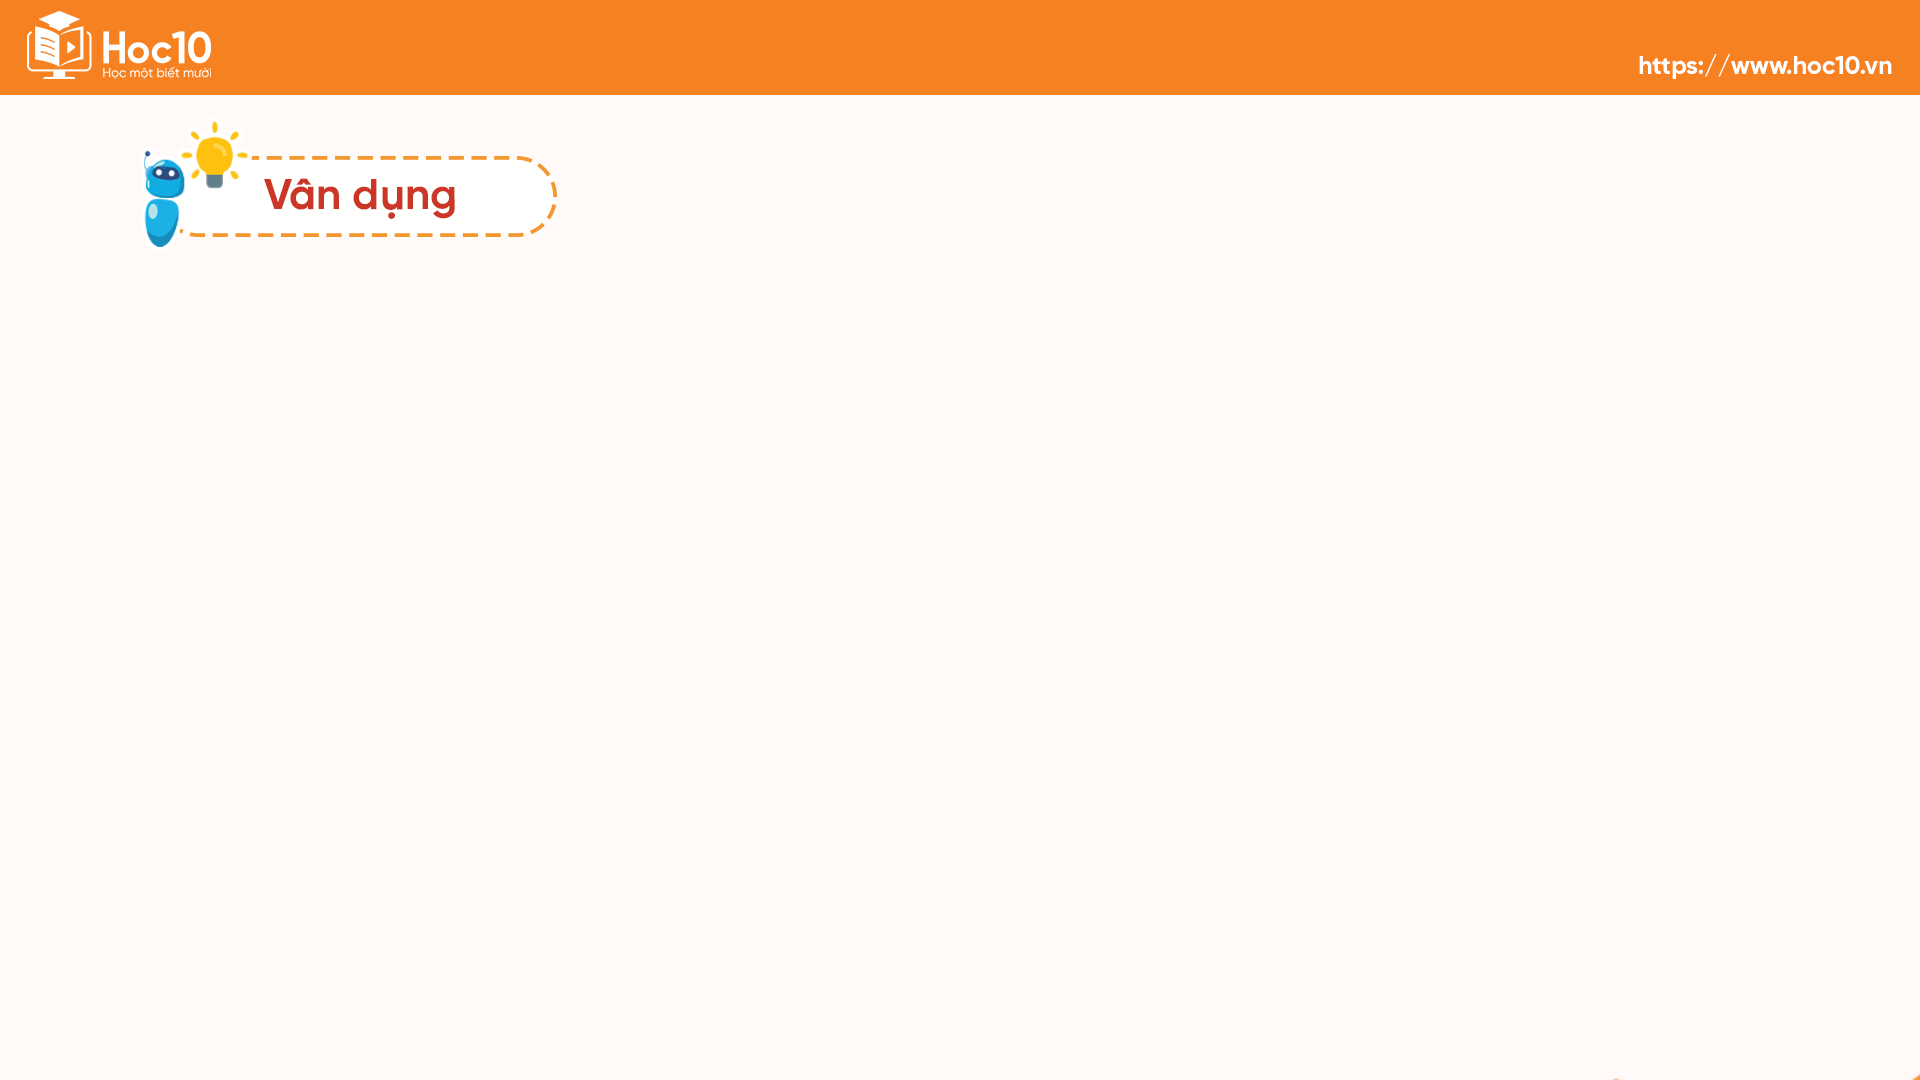 Hoc10
Học một biết mười
https://www.hoc10.vn
Vân dụng